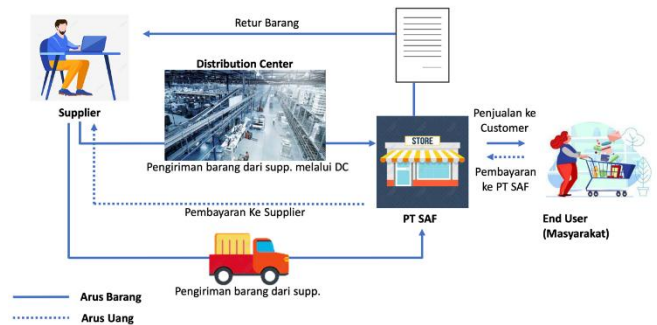 Retur Barang
Distribution Center
Supplier
STORE
Penjualan ke
Customer
Pengiriman barang dari supp. melalui DC
Pembayaran
ke PT SAF
Pembayaran Ke Supplier
PT SAF
End User
(Masyarakat)
Pengiriman barang dari supp.
Arus Barang
Arus Uang